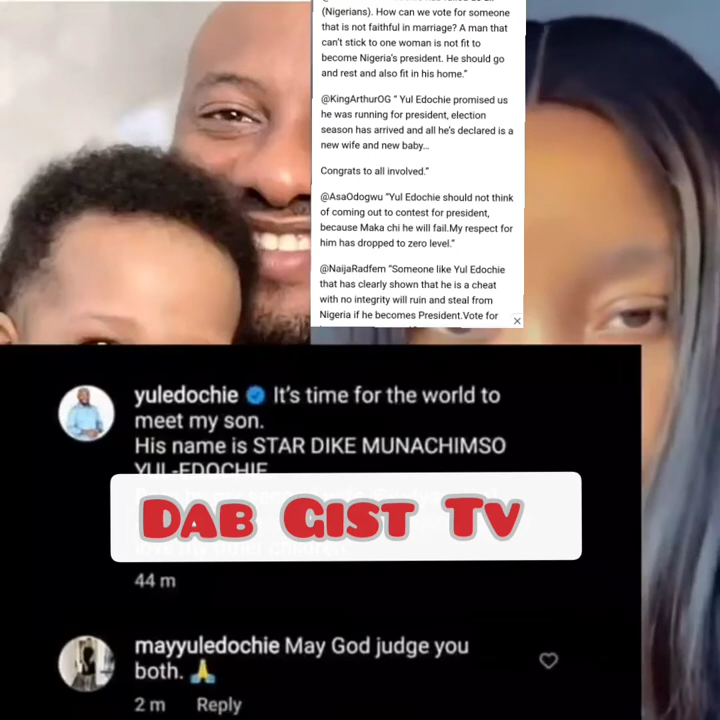 (Nigerians). How can we vote for someone
that is not faithful in marriage? A man that
can't stick to one woman is not fit to
become Nigeria's president. He should go
and rest and also fit in his home."
@KingArthurOG " Yul Edochie promised us
he was running for president, election
season has arrived and all he's declared is a
new wife and new baby...
Congrats to all involved."
@AsaOdogwu "Yul Edochie should not think
of coming out to contest for president,
because Maka chi he will fail.My respect for
him has dropped to zero level."
@NaijaRadfem "Someone like Yul Edochie
that has clearly shown that he is a cheat
with no integrity will ruin and steal from
Nigeria if he becomes President.Vote for
yuledochie It's time for the world to
meet my son.
His name is STAR DIKE MUNACHIMSO
YUL-EDOCHIE
DAB GIST TV
44 m
mayyuledochie May God judge you
both. 🙏
2 m Reply